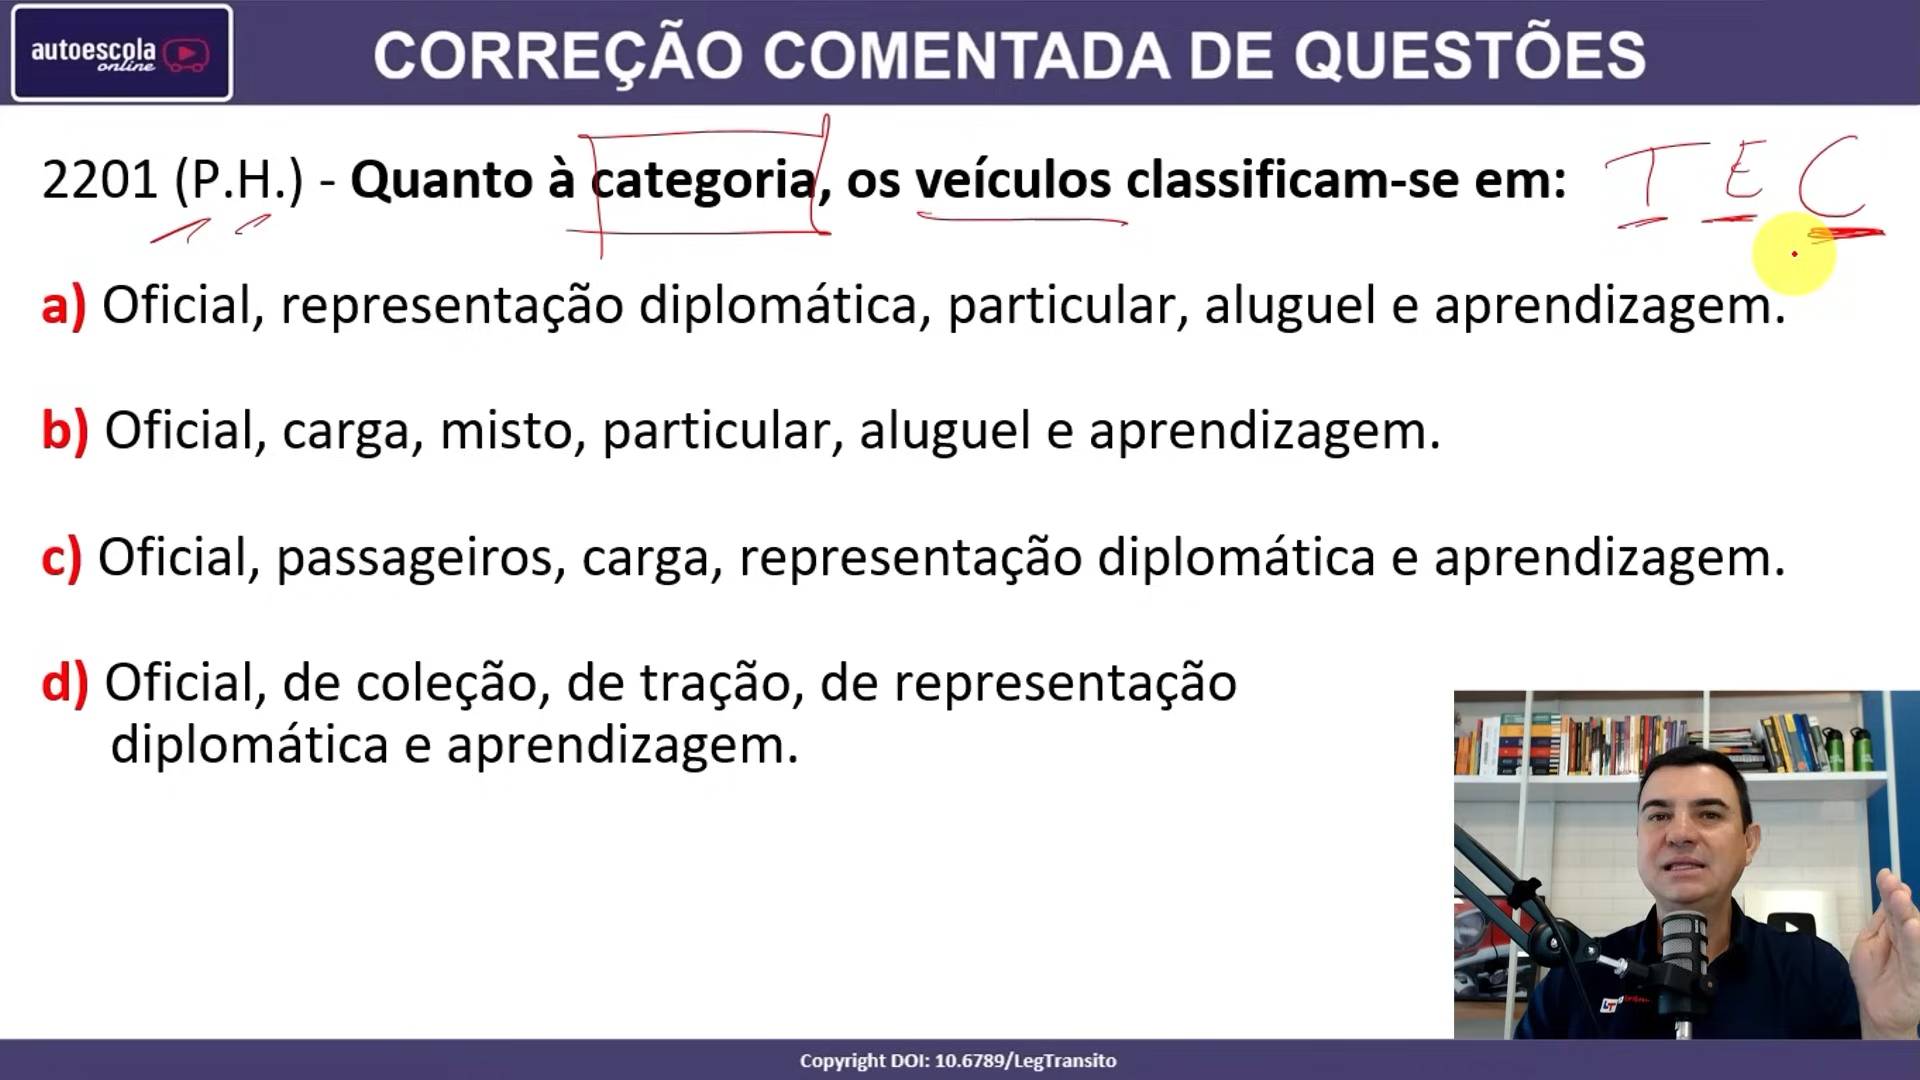 autoescola
online
CORREÇÃO COMENTADA DE QUESTÕES
2201 (P.H.) - Quanto à categoria, os veículos classificam-se em:
T E C
a) Oficial, representação diplomática, particular, aluguel e aprendizagem.
b) Oficial, carga, misto, particular, aluguel e aprendizagem.
c) Oficial, passageiros, carga, representação diplomática e aprendizagem.
d) Oficial, de coleção, de tração, de representação
diplomática e aprendizagem.
LT
Copyright DOI: 10.6789/LegTransito